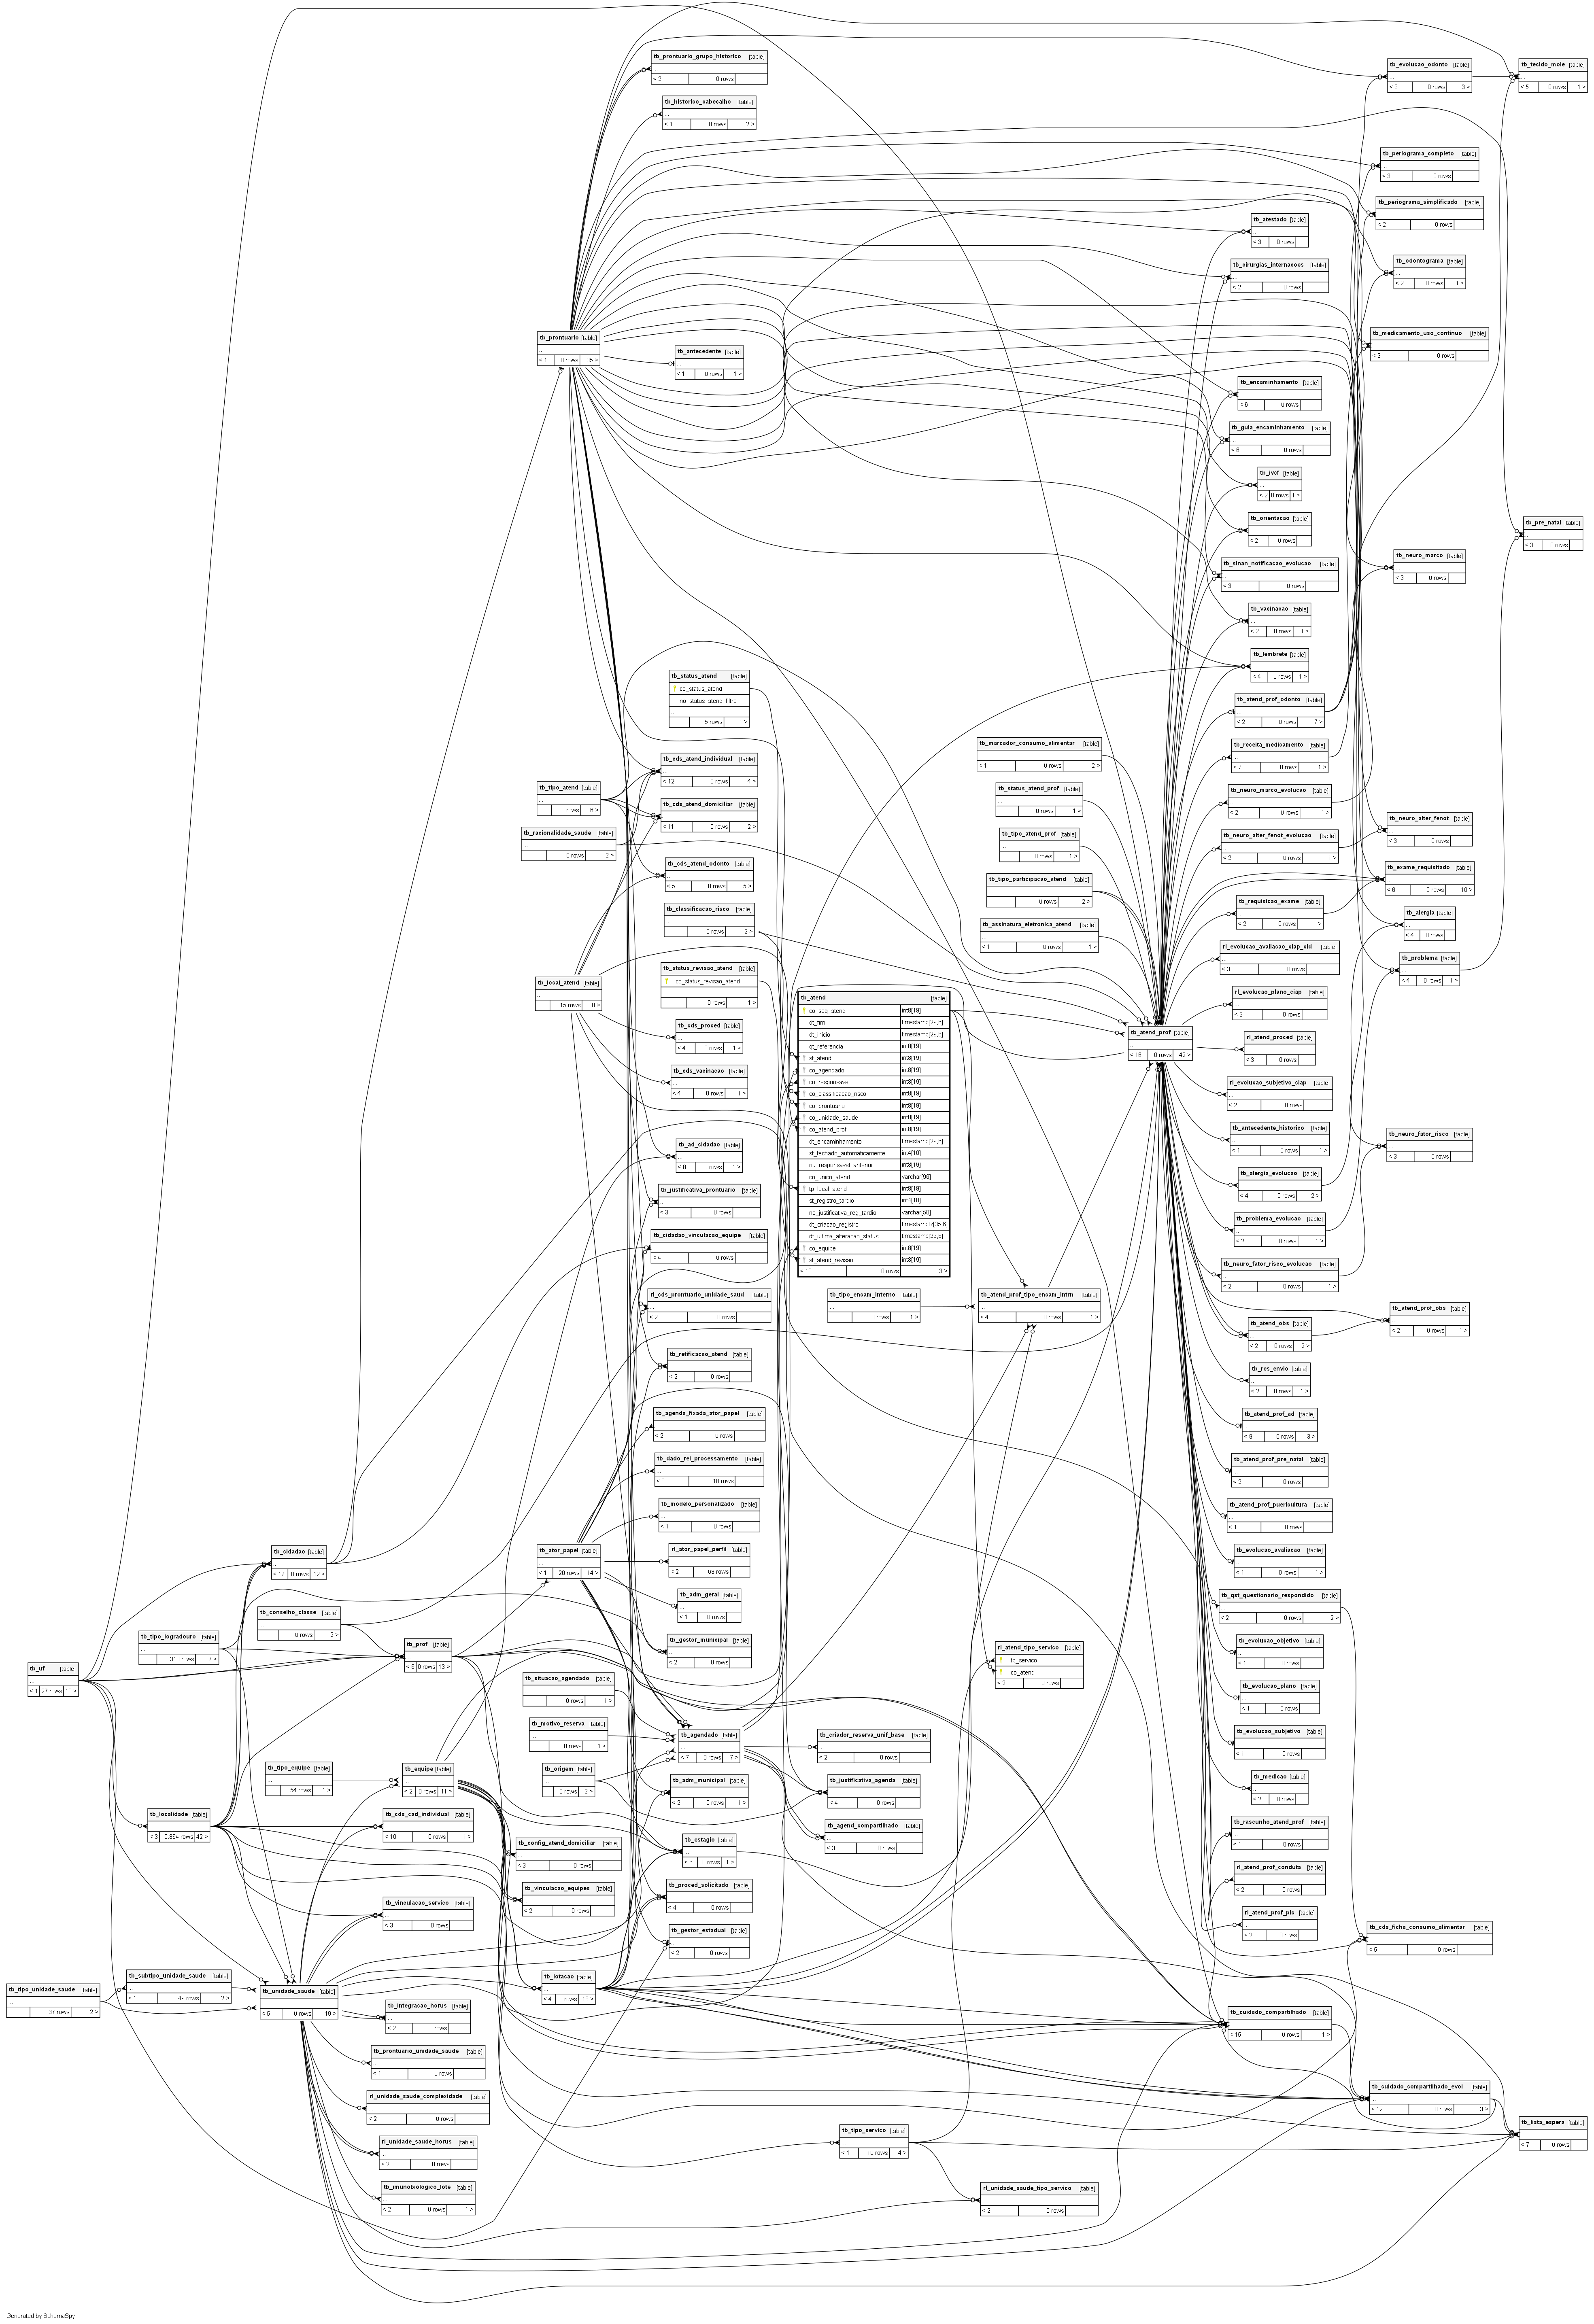 tb_prontuario_grupo_historico [table]
...
< 2 0 rows
tb_historico_cabecalho [table]
...
< 1 0 rows 2 >
tb_evolucao_odonto [table]
...
< 3 0 rows 3 >
tb_tecido_mole [table]
...
< 5 0 rows 1 >
tb_periograma_completo [table]
...
< 3 0 rows
tb_periograma_simplificado [table]
...
< 2 0 rows
tb_atestado [table]
...
< 3 0 rows
tb_cirurgias_internacoes [table]
...
< 2 0 rows
tb_odontograma [table]
...
< 2 0 rows 1 >
tb_prontuario [table]
...
< 1 0 rows 35 >
tb_antecedente [table]
...
< 1 0 rows 1 >
tb_medicamento_uso_continuo [table]
...
< 3 0 rows
tb_encaminhamento [table]
...
< 6 0 rows
tb_guia_encaminhamento [table]
...
< 6 0 rows
tb_ivcf [table]
...
< 2 0 rows 1 >
tb_orientacao [table]
...
< 2 0 rows
tb_pre_natal [table]
...
< 3 0 rows
tb_sinan_notificacao_evolucao [table]
...
< 3 0 rows
tb_neuro_marco [table]
...
< 3 0 rows
tb_vacinacao [table]
...
< 2 0 rows 1 >
tb_lembrete [table]
...
< 4 0 rows 1 >
tb_status_atend [table]
co_status_atend
no_status_atend_filtro
...
5 rows 1 >
tb_atend_prof_odonto [table]
...
< 2 0 rows 7 >
tb_marcador_consumo_alimentar [table]
...
< 1 0 rows 2 >
tb_receita_medicamento [table]
...
< 7 0 rows 1 >
tb_cds_atend_individual [table]
...
< 12 0 rows 4 >
tb_tipo_atend [table]
...
0 rows 6 >
tb_cds_atend_domiciliar [table]
...
< 11 0 rows 2 >
tb_status_atend_prof [table]
...
0 rows 1 >
tb_neuro_marco_evolucao [table]
...
< 2 0 rows 1 >
tb_racionalidade_saude [table]
...
0 rows 2 >
tb_tipo_atend_prof [table]
...
0 rows 1 >
tb_neuro_alter_fenot_evolucao [table]
...
< 2 0 rows 1 >
tb_neuro_alter_fenot [table]
...
< 3 0 rows
tb_cds_atend_odonto [table]
...
< 5 0 rows 5 >
tb_tipo_participacao_atend [table]
...
0 rows 2 >
tb_exame_requisitado [table]
...
< 6 0 rows 10 >
tb_classificacao_risco [table]
...
0 rows 2 >
tb_assinatura_eletronica_atend [table]
...
< 1 0 rows 1 >
tb_requisicao_exame [table]
...
< 2 0 rows 1 >
tb_alergia [table]
...
< 4 0 rows
rl_evolucao_avaliacao_ciap_cid [table]
...
< 3 0 rows
tb_problema [table]
...
< 4 0 rows 1 >
tb_local_atend [table]
...
15 rows 8 >
tb_status_revisao_atend [table]
co_status_revisao_atend
...
0 rows 1 >
tb_cds_proced [table]
...
< 4 0 rows 1 >
tb_cds_vacinacao [table]
...
< 4 0 rows 1 >
tb_atend [table]
co_seq_atend int8[19]
dt_hm timestamp[29,6]
dt_inicio timestamp[29,6]
qt_referencia int8[19]
st_atend int8[19]
co_agendado int8[19]
co_responsavel int8[19]
co_classificacao_risco int8[19]
co_prontuario int8[19]
co_unidade_saude int8[19]
co_atend_prof int8[19]
dt_encaminhamento timestamp[29,6]
st_fechado_automaticamente int4[10]
nu_responsavel_anterior int8[19]
co_unico_atend varchar[96]
tp_local_atend int8[19]
st_registro_tardio int4[10]
no_justificativa_reg_tardio varchar[50]
dt_criacao_registro timestamptz[35,6]
dt_ultima_alteracao_status timestamp[29,6]
co_equipe int8[19]
st_atend_revisao int8[19]
< 10 0 rows 3 >
tb_atend_prof [table]
...
< 16 0 rows 42 >
rl_evolucao_plano_ciap [table]
...
< 3 0 rows
rl_atend_proced [table]
...
< 3 0 rows
rl_evolucao_subjetivo_ciap [table]
...
< 2 0 rows
tb_antecedente_historico [table]
...
< 1 0 rows 1 >
tb_neuro_fator_risco [table]
...
< 3 0 rows
tb_alergia_evolucao [table]
...
< 4 0 rows 2 >
tb_problema_evolucao [table]
...
< 2 0 rows 1 >
tb_neuro_fator_risco_evolucao [table]
...
< 2 0 rows 1 >
tb_ad_cidadao [table]
...
< 8 0 rows 1 >
tb_justificativa_prontuario [table]
...
< 3 0 rows
tb_cidadao_vinculacao_equipe [table]
...
< 4 0 rows
rl_cds_prontuario_unidade_saud [table]
...
< 2 0 rows
tb_tipo_encam_interno [table]
...
0 rows 1 >
tb_atend_prof_tipo_encam_intrn [table]
...
< 4 0 rows 1 >
tb_atend_obs [table]
...
< 2 0 rows 2 >
tb_atend_prof_obs [table]
...
< 2 0 rows 1 >
tb_retificacao_atend [table]
...
< 2 0 rows
tb_res_envio [table]
...
< 2 0 rows 1 >
tb_agenda_fixada_ator_papel [table]
...
< 2 0 rows
tb_atend_prof_ad [table]
...
< 9 0 rows 3 >
tb_dado_rel_processamento [table]
...
< 3 18 rows
tb_atend_prof_pre_natal [table]
...
< 2 0 rows
tb_modelo_personalizado [table]
...
< 1 0 rows
tb_atend_prof_puericultura [table]
...
< 1 0 rows
tb_cidadao [table]
...
< 17 0 rows 12 >
tb_ator_papel [table]
...
< 1 20 rows 14 >
rl_ator_papel_perfil [table]
...
< 2 63 rows
tb_evolucao_avaliacao [table]
...
< 1 0 rows 1 >
tb_adm_geral [table]
...
< 1 0 rows
tb_qst_questionario_respondido [table]
...
< 2 0 rows 2 >
tb_conselho_classe [table]
...
0 rows 2 >
tb_tipo_logradouro [table]
...
313 rows 7 >
tb_prof [table]
...
< 6 0 rows 13 >
tb_gestor_municipal [table]
...
< 2 0 rows
rl_atend_tipo_servico [table]
tp_servico
co_atend
< 2 0 rows
tb_evolucao_objetivo [table]
...
< 1 0 rows
tb_uf [table]
...
< 1 27 rows 13 >
tb_situacao_agendado [table]
...
0 rows 1 >
tb_evolucao_plano [table]
...
< 1 0 rows
tb_motivo_reserva [table]
...
0 rows 1 >
tb_agendado [table]
...
< 7 0 rows 7 >
tb_criador_reserva_unif_base [table]
...
< 2 0 rows
tb_evolucao_subjetivo [table]
...
< 1 0 rows
tb_tipo_equipe [table]
...
54 rows 1 >
tb_equipe [table]
...
< 2 0 rows 11 >
tb_origem [table]
...
0 rows 2 >
tb_adm_municipal [table]
...
< 2 0 rows 1 >
tb_justificativa_agenda [table]
...
< 4 0 rows
tb_medicao [table]
...
< 2 0 rows
tb_localidade [table]
...
< 3 10.864 rows 42 >
tb_cds_cad_individual [table]
...
< 10 0 rows 1 >
tb_config_atend_domiciliar [table]
...
< 3 0 rows
tb_estagio [table]
...
< 6 0 rows 1 >
tb_agend_compartilhado [table]
...
< 3 0 rows
tb_rascunho_atend_prof [table]
...
< 1 0 rows
tb_vinculacao_equipes [table]
...
< 2 0 rows
tb_proced_solicitado [table]
...
< 4 0 rows
rl_atend_prof_conduta [table]
...
< 2 0 rows
tb_vinculacao_servico [table]
...
< 3 0 rows
tb_gestor_estadual [table]
...
< 2 0 rows
rl_atend_prof_pic [table]
...
< 2 0 rows
tb_cds_ficha_consumo_alimentar [table]
...
< 5 0 rows
tb_tipo_unidade_saude [table]
...
37 rows 2 >
tb_subtipo_unidade_saude [table]
...
< 1 49 rows 2 >
tb_unidade_saude [table]
...
< 5 0 rows 19 >
tb_lotacao [table]
...
< 4 0 rows 18 >
tb_integracao_horus [table]
...
< 2 0 rows
tb_cuidado_compartilhado [table]
...
< 15 0 rows 1 >
tb_prontuario_unidade_saude [table]
...
< 1 0 rows
rl_unidade_saude_complexidade [table]
...
< 2 0 rows
tb_cuidado_compartilhado_evol [table]
...
< 12 0 rows 3 >
rl_unidade_saude_horus [table]
...
< 2 0 rows
tb_tipo_servico [table]
...
< 1 10 rows 4 >
tb_lista_espera [table]
...
< 7 0 rows
tb_imunobiologico_lote [table]
...
< 2 0 rows 1 >
rl_unidade_saude_tipo_servico [table]
...
< 2 0 rows
Generated by SchemaSpy